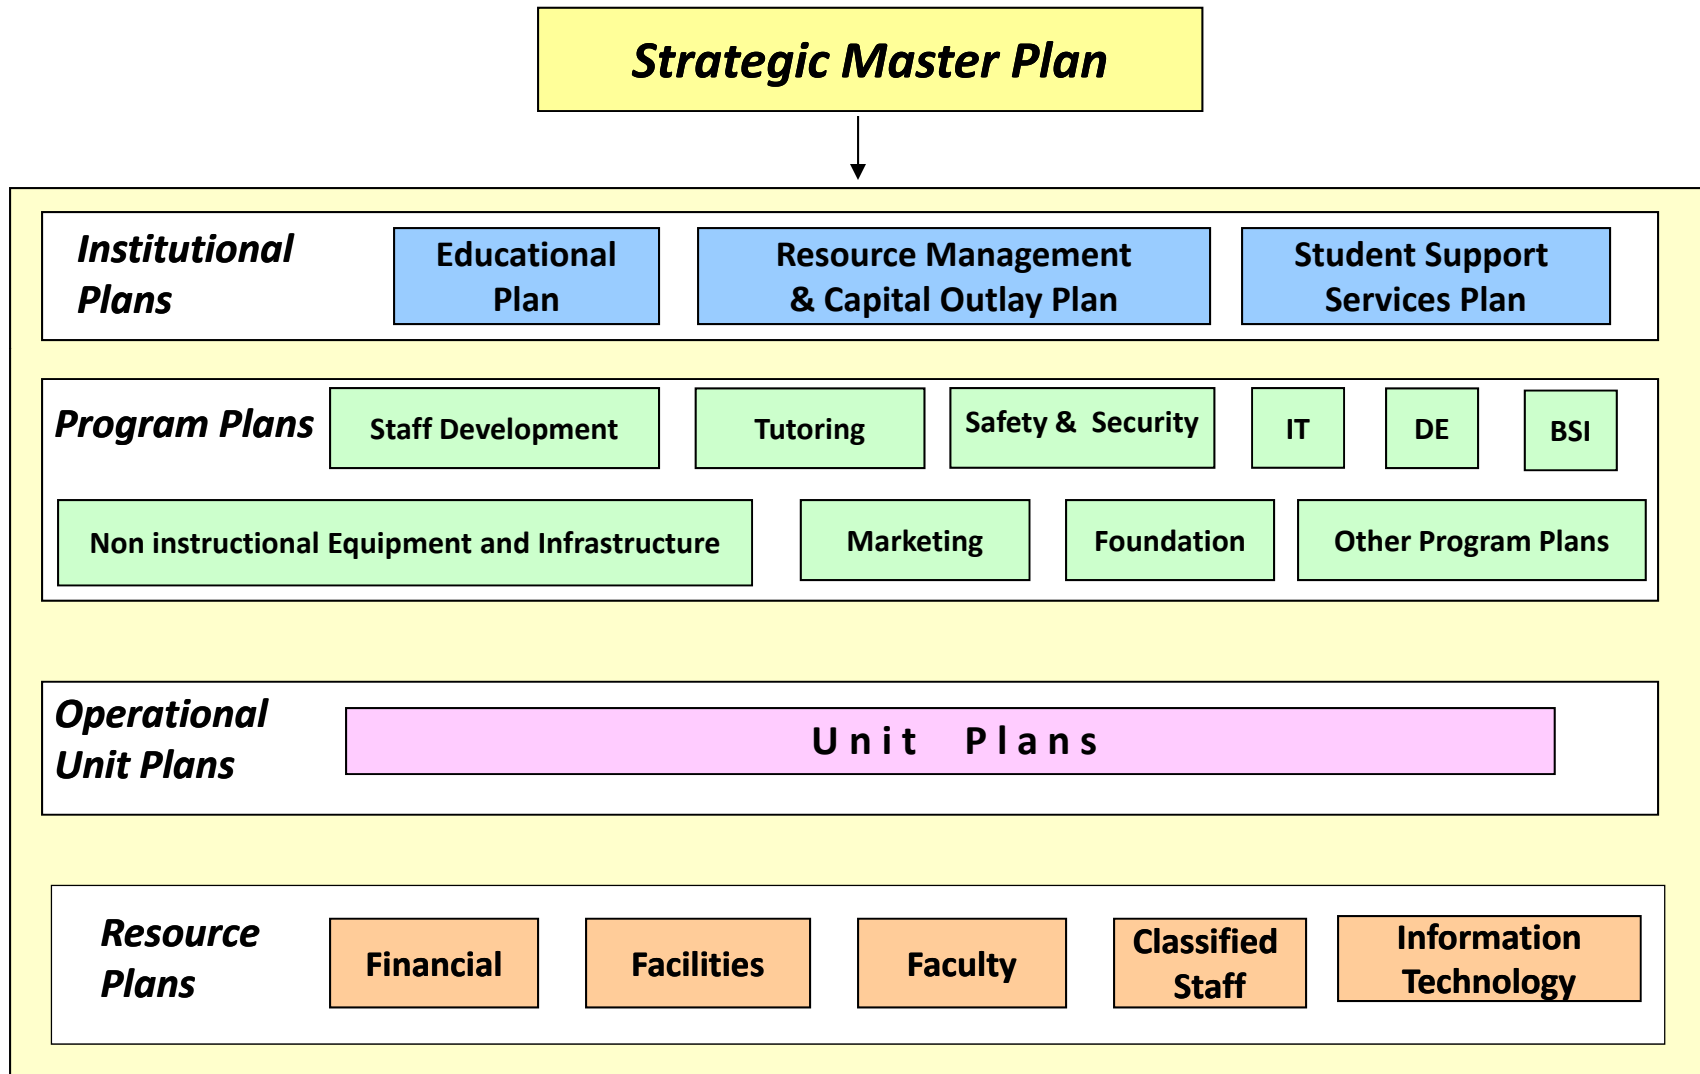 Strategic Master Plan
Institutional
Plans
Educational
Plan
Resource Management
& Capital Outlay Plan
Student Support
Services Plan
Program Plans
Staff Development
Tutoring
Safety & Security
IT
DE
BSI
Non instructional Equipment and Infrastructure
Marketing
Foundation
Other Program Plans
Operational
Unit Plans
Unit Plans
Resource
Plans
Financial
Facilities
Faculty
Classified
Staff
Information
Technology